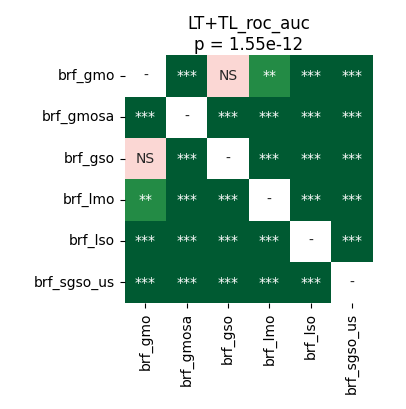 LT+TL_roc_auc
p = 1.55e-12
brf_gmo - *** NS ** *** ***
brf_gmosa *** - *** *** *** ***
brf_gso NS *** - *** *** ***
brf_lmo ** *** *** - *** ***
brf_lso *** *** *** *** - ***
brf_sgso_us *** *** *** *** *** -
brf_gmo
brf_gmosa
brf_gso
brf_lmo
brf_lso
brf_sgso_us